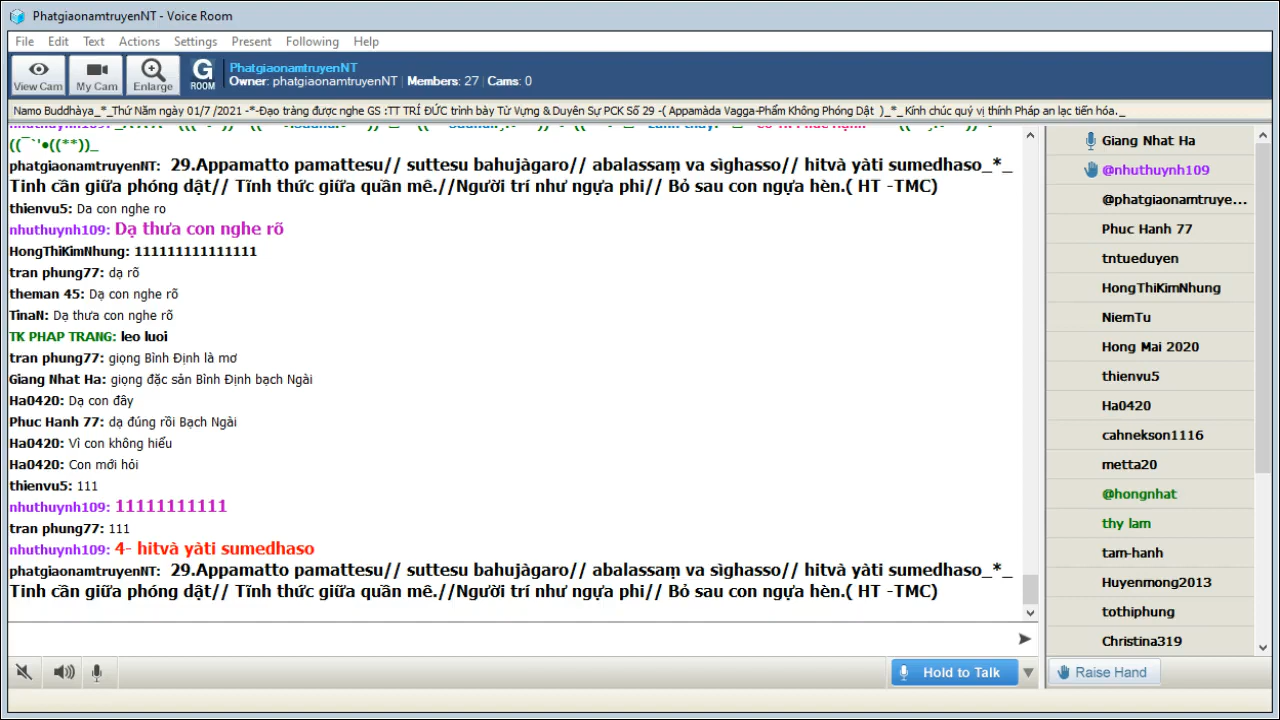 PhatgiaonamtruyenNT - Voice Room
File Edit Text Actions Settings Present Following Help
View Cam My Cam Enlarge G ROOM
PhatgiaonamtruyenNT
Owner: phatgiaonamtruyenNT Members: 27 Cams: 0
Namo Buddhàya_*_Thứ Năm ngày 01/7 /2021 -*-Đạo tràng được nghe GS :TT TRÍ ĐỨC trình bày Từ Vựng & Duyên Sự PCK Số 29 -( Appamàda Vagga-Phẩm Không Phóng Dật )_*_ Kính chúc quý vị thính Pháp an lạc tiến hóa._
phatgiaonamtruyenNT: 29.Appamatto pamattesu// suttesu bahujàgaro// abalassaṃ va sìghasso// hitvà yàti sumedhaso_*_
Tinh cần giữa phóng dật// Tĩnh thức giữa quần mê.//Người trí như ngựa phi// Bỏ sau con ngựa hèn.( HT -TMC)
thienvu5: Da con nghe ro
nhuthuynh109: Dạ thưa con nghe rõ
HongThiKimNhung: 111111111111111
tran phung77: dạ rõ
theman 45: Dạ con nghe rõ
TinaN: Dạ thưa con nghe rõ
TK PHAP TRANG: leo luoi
tran phung77: giọng Bình Định là mơ
Giang Nhat Ha: giọng đặc sản Bình Định bạch Ngài
Ha0420: Dạ con đây
Phuc Hanh 77: dạ đúng rồi Bạch Ngài
Ha0420: Vì con không hiểu
Ha0420: Con mới hỏi
thienvu5: 111
nhuthuynh109: 11111111111
tran phung77: 111
nhuthuynh109: 4- hitvà yàti sumedhaso
phatgiaonamtruyenNT: 29.Appamatto pamattesu// suttesu bahujàgaro// abalassaṃ va sìghasso// hitvà yàti sumedhaso_*_
Tinh cần giữa phóng dật// Tĩnh thức giữa quần mê.//Người trí như ngựa phi// Bỏ sau con ngựa hèn.( HT -TMC)
Giang Nhat Ha
@nhuthuynh109
@phatgiaonamtruye...
Phuc Hanh 77
tntueduyen
HongThiKimNhung
NiemTu
Hong Mai 2020
thienvu5
Ha0420
cahnekson1116
metta20
@hongnhat
thy lam
tam-hanh
Huyenmong2013
tothiphung
Christina319
Hold to Talk
Raise Hand